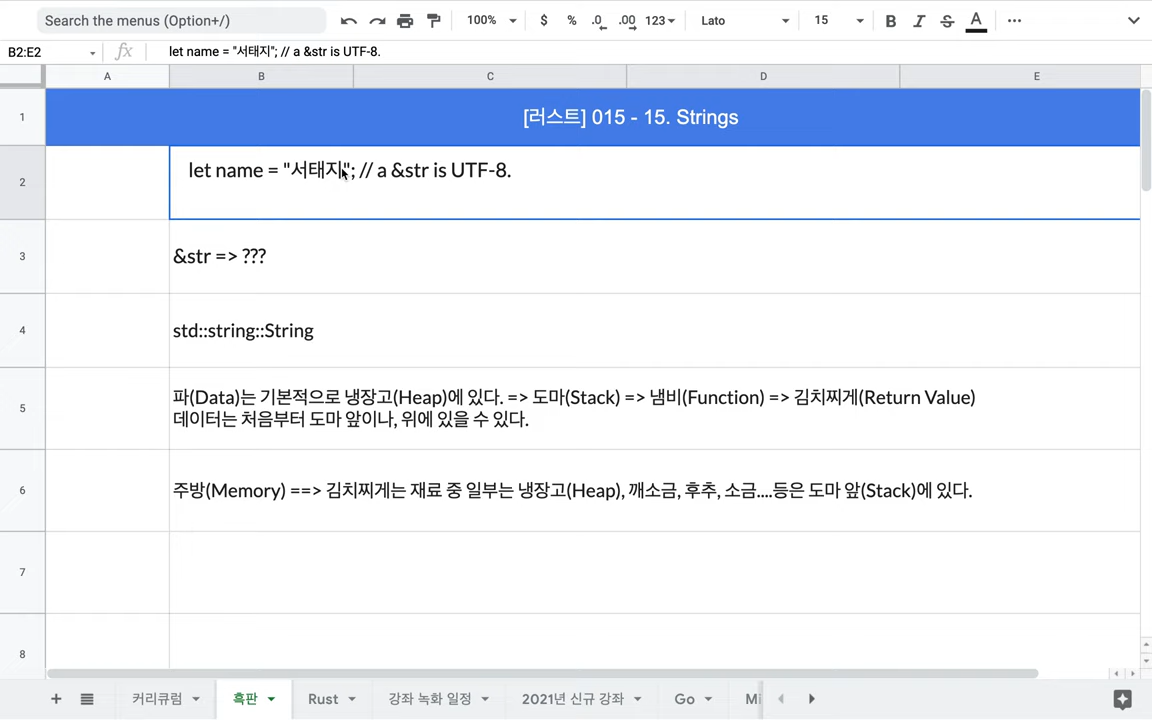 Search the menus (Option+/)
100%
$ % .0 .00 123
Lato
15
B I S A
B2:E2
fx
let name = "서태지"; // a &str is UTF-8.
A B C D E
1
[러스트] 015 - 15. Strings
2
let name = "서태지"; // a &str is UTF-8.
3
&str => ???
4
std::string::String
5
파(Data)는 기본적으로 냉장고(Heap)에 있다. => 도마(Stack) => 냄비(Function) => 김치찌게(Return Value)
데이터는 처음부터 도마 앞이나, 위에 있을 수 있다.
6
주방(Memory) ==> 김치찌게는 재료 중 일부는 냉장고(Heap), 깨소금, 후추, 소금....등은 도마 앞(Stack)에 있다.
7
8
커리큐럼 흑판 Rust 강좌 녹화 일정 2021년 신규 강좌 Go